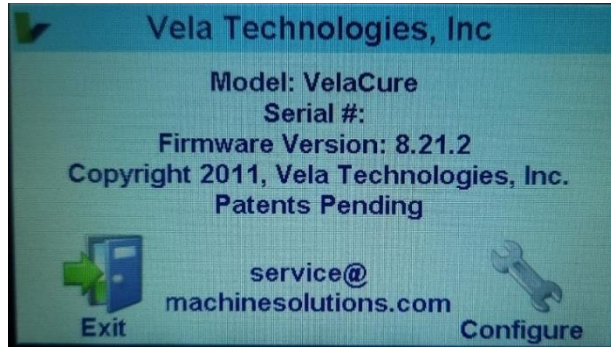 Vela Technologies, Inc
Model: VelaCure
Serial #:
Firmware Version: 8.21.2
Copyright 2011, Vela Technologies, Inc.
Patents Pending
service@
machinesolutions.com
Exit
Configure